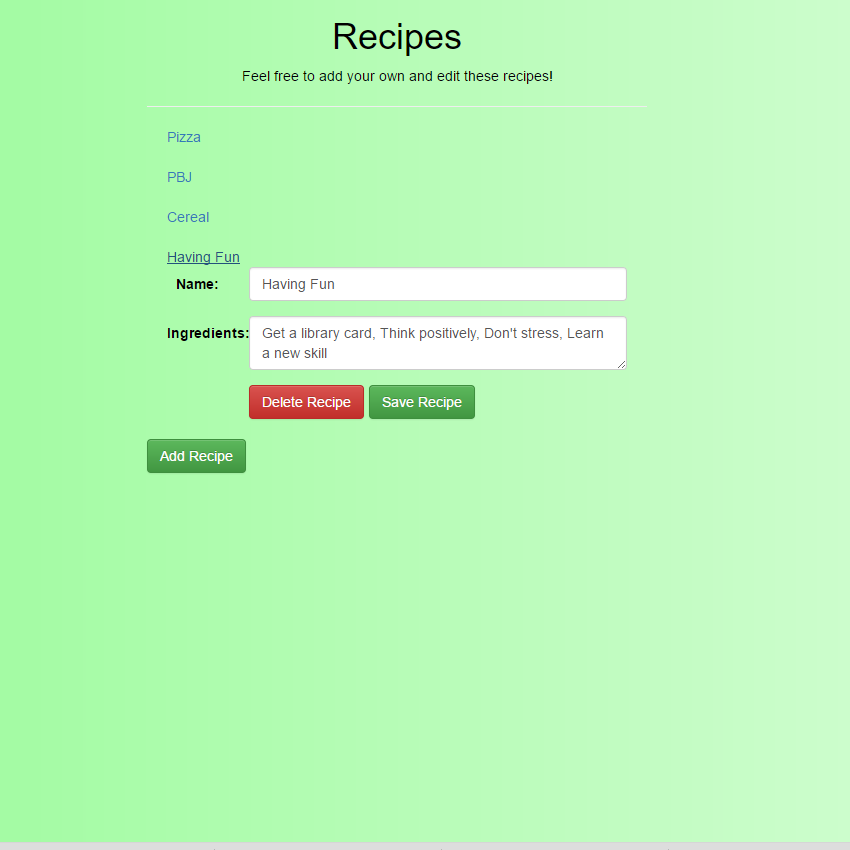 Recipes
Feel free to add your own and edit these recipes!
Pizza
PBJ
Cereal
Having Fun
Name: Having Fun
Ingredients: Get a library card, Think positively, Don't stress, Learn
a new skill
Delete Recipe Save Recipe
Add Recipe